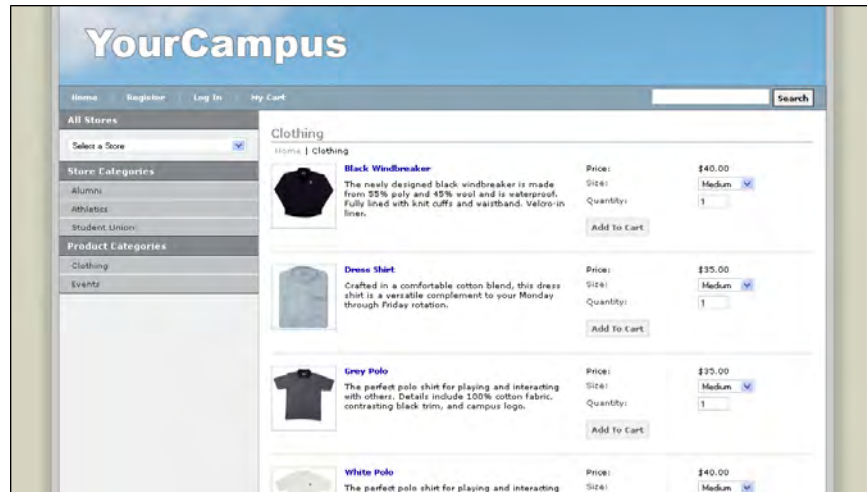 YourCampus
Home Register Log In My Cart Search
All Stores
Select a Store
Store Categories
Alumni
Athletics
Student Union
Product Categories
Clothing
Events
Clothing
Home | Clothing
Black Windbreaker
The newly designed black windbreaker is made
from 55% poly and 45% wool and is waterproof.
Fully lined with knit cuffs and waistband. Velcro-in
liner.
Price: $40.00
Size: Medium
Quantity: 1
Add To Cart
Dress Shirt
Crafted in a comfortable cotton blend, this dress
shirt is a versatile complement to your Monday
through Friday rotation.
Price: $35.00
Size: Medium
Quantity: 1
Add To Cart
Grey Polo
The perfect polo shirt for playing and interacting
with others. Details include 100% cotton fabric,
contrasting black trim, and campus logo.
Price: $35.00
Size: Medium
Quantity: 1
Add To Cart
White Polo
The perfect polo shirt for playing and interacting
Price: $40.00
Size: Medium